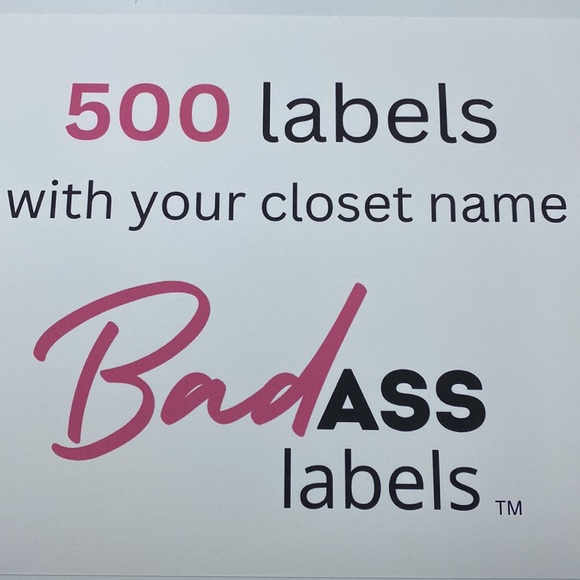 500 labels
with your closet name
BadASS
labels ™